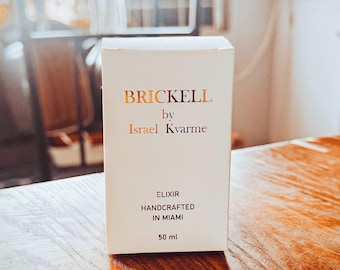 BRICKELL
by
Israel Kvarme
ELIXIR
HANDCRAFTED
IN MIAMI
50 ml